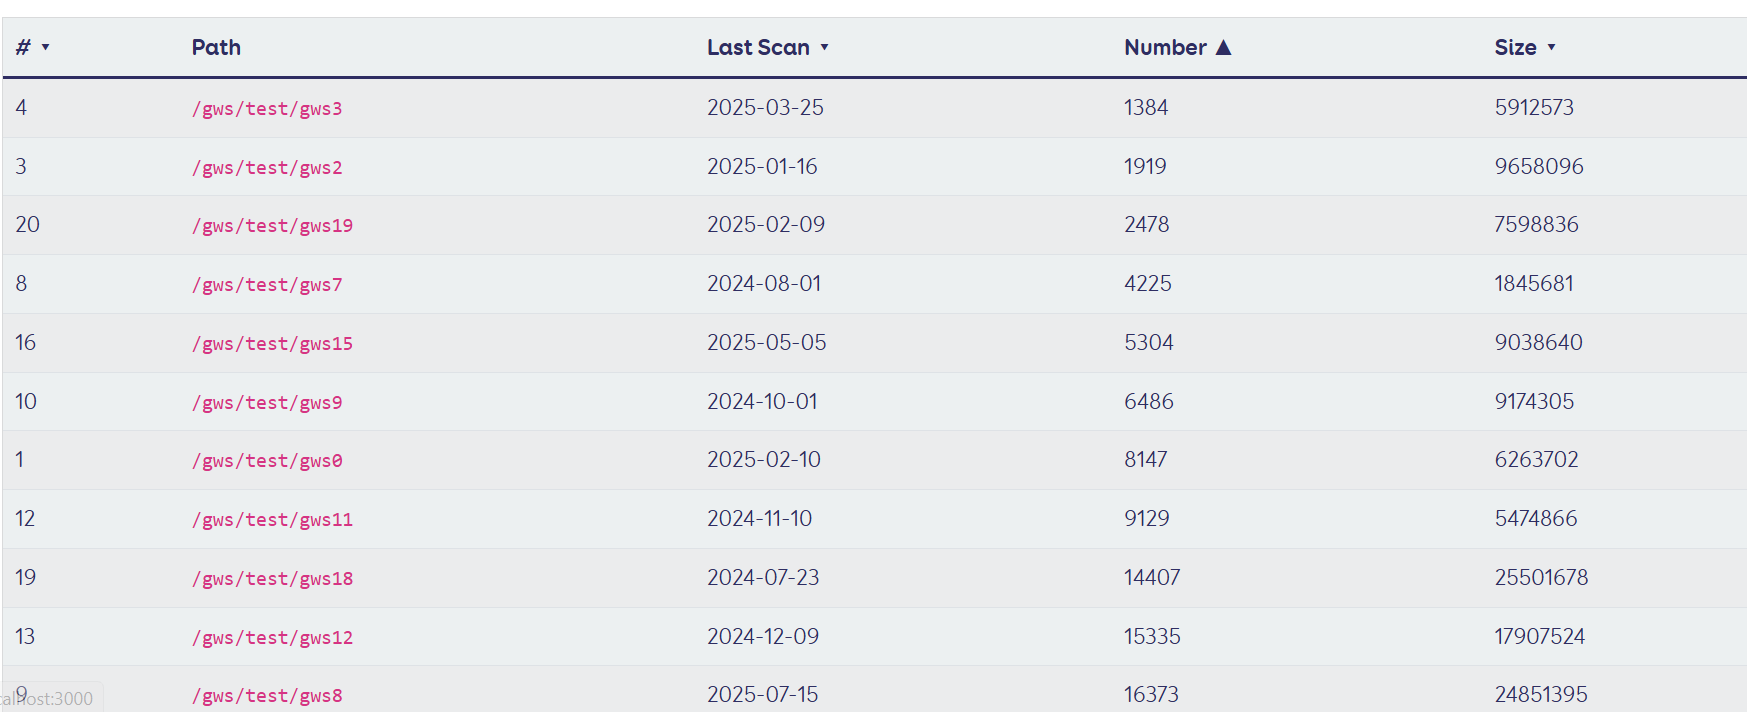 # ▼ Path Last Scan ▼ Number ▲ Size ▼
4 /gws/test/gws3 2025-03-25 1384 5912573
3 /gws/test/gws2 2025-01-16 1919 9658096
20 /gws/test/gws19 2025-02-09 2478 7598836
8 /gws/test/gws7 2024-08-01 4225 1845681
16 /gws/test/gws15 2025-05-05 5304 9038640
10 /gws/test/gws9 2024-10-01 6486 9174305
1 /gws/test/gws0 2025-02-10 8147 6263702
12 /gws/test/gws11 2024-11-10 9129 5474866
19 /gws/test/gws18 2024-07-23 14407 25501678
13 /gws/test/gws12 2024-12-09 15335 17907524
9 /gws/test/gws8 2025-07-15 16373 24851395
calhost:3000